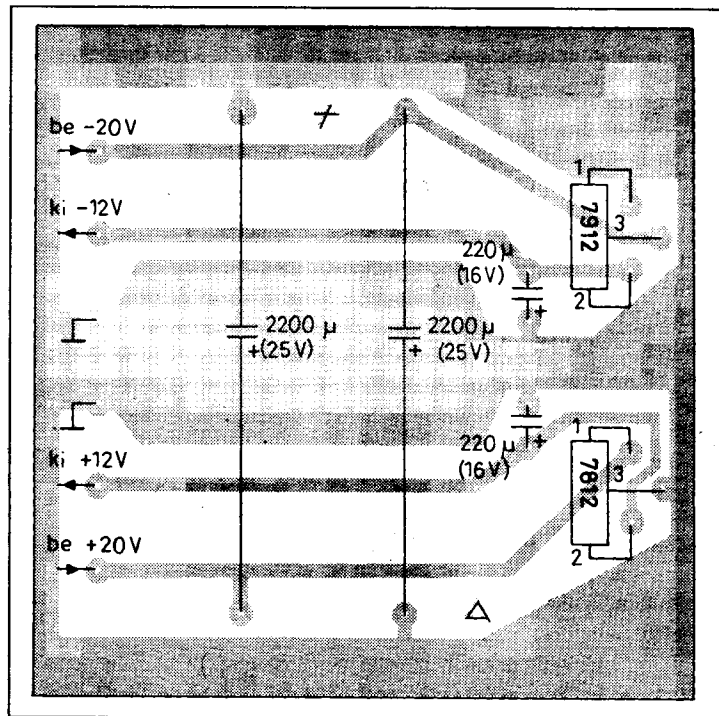 be -20V
1
7912
3
ki -12V
220 µ
(16V)
+
2
2200 µ
+(25V)
2200 µ
+ (25V)
ki +12V
220 µ
(16V)
+
1
7812
3
be +20V
2